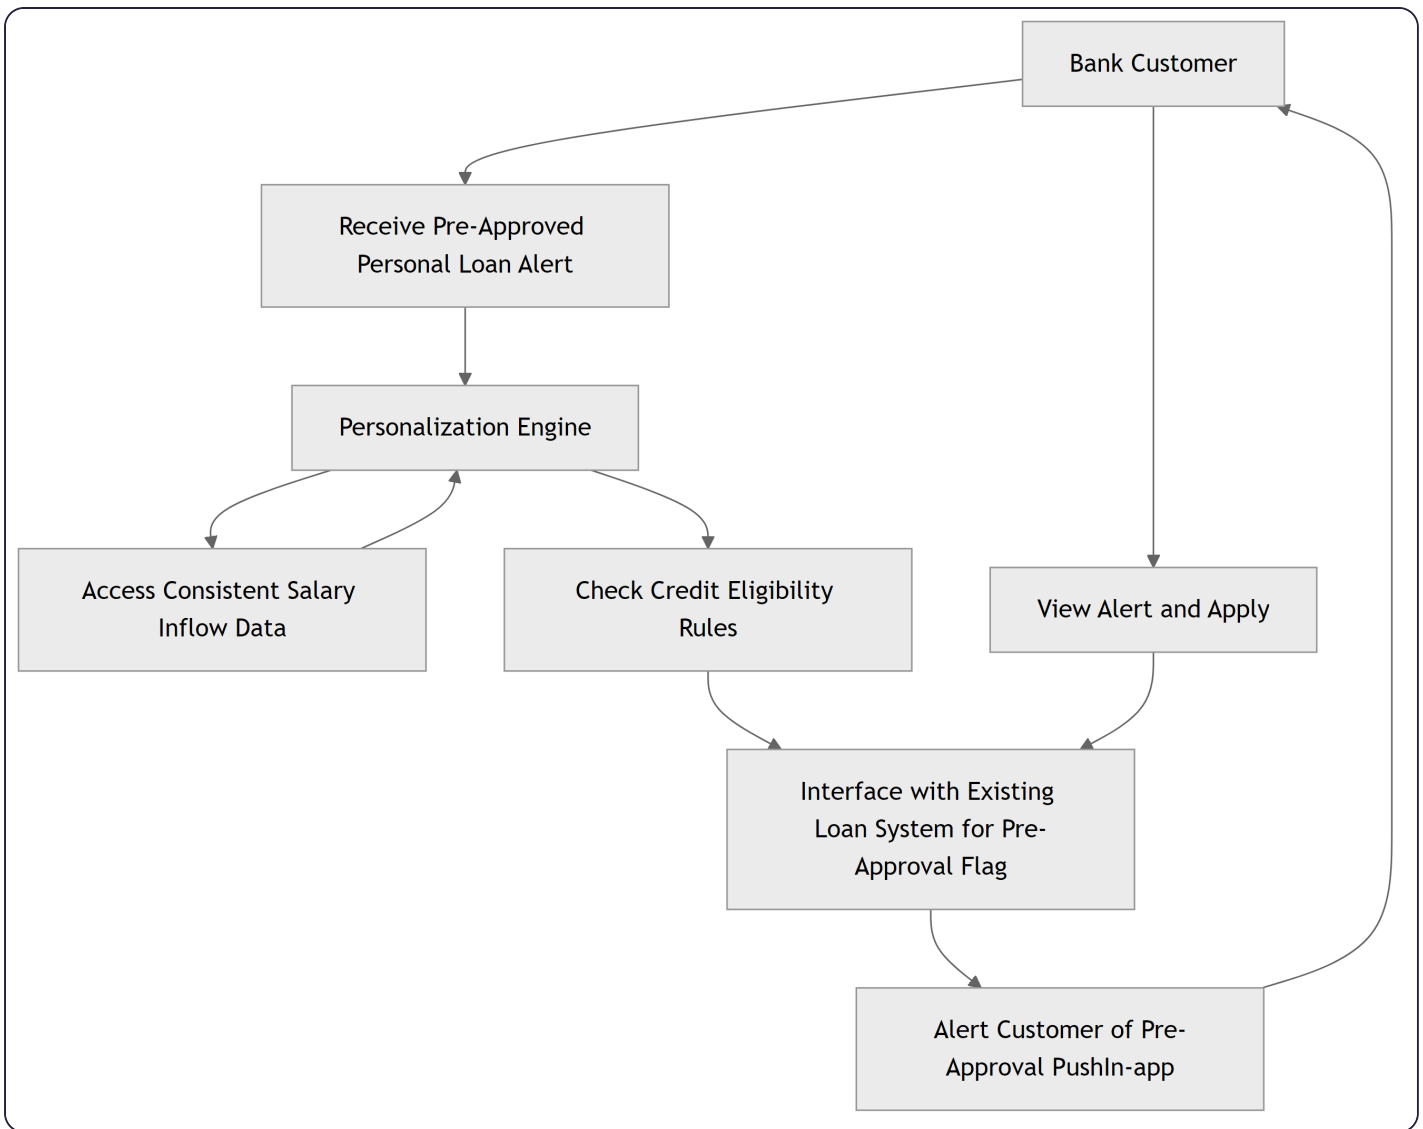 Bank Customer
Receive Pre-Approved
Personal Loan Alert
Personalization Engine
Access Consistent Salary
Inflow Data
Check Credit Eligibility
Rules
View Alert and Apply
Interface with Existing
Loan System for Pre-
Approval Flag
Alert Customer of Pre-
Approval PushIn-app